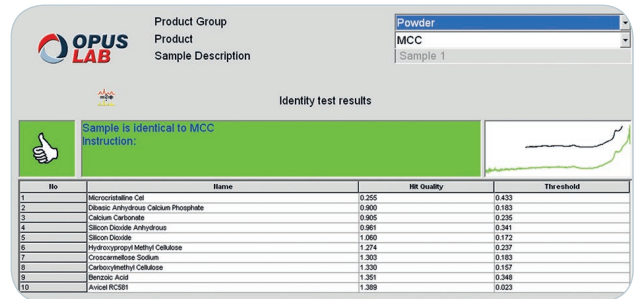 OPUS
LAB
Product Group Powder
Product MCC
Sample Description Sample 1
Identity test results
Sample is identical to MCC
Instruction:
No Name Hit Quality Threshold
1 Microcristalline Cel 0.255 0.433
2 Dibasic Anhydrous Calcium Phosphate 0.900 0.183
3 Calcium Carbonate 0.905 0.235
4 Silicon Dioxide Anhydrous 0.961 0.341
5 Silicon Dioxide 1.060 0.172
6 Hydroxypropyl Methyl Cellulose 1.274 0.237
7 Croscarmellose Sodium 1.303 0.183
8 Carboxylmethyl Cellulose 1.330 0.157
9 Benzoic Acid 1.351 0.348
10 Avicel RC581 1.389 0.023